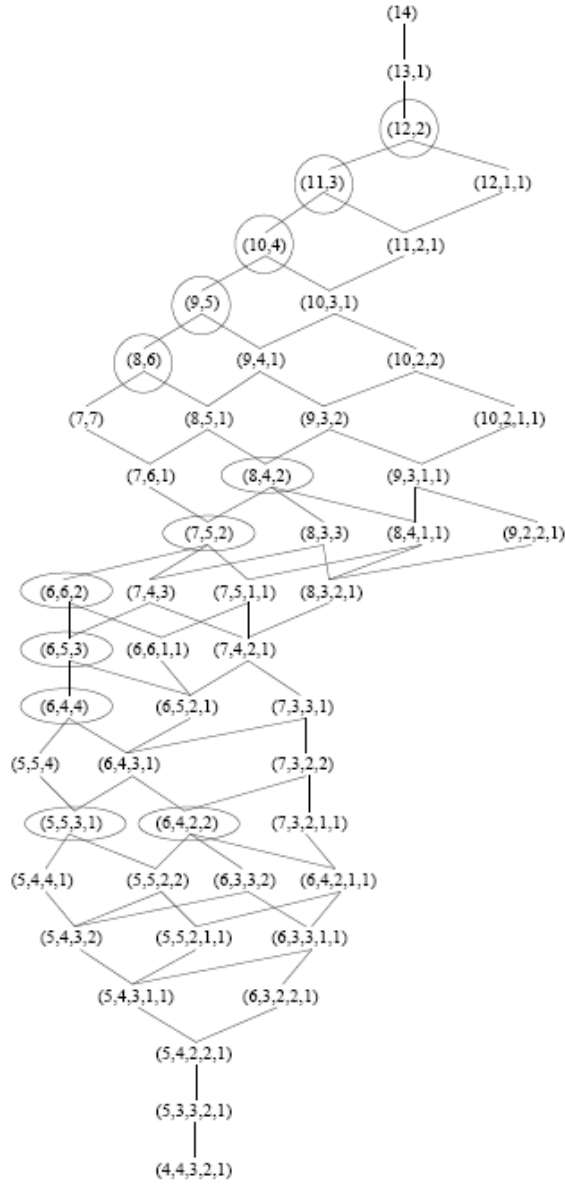 (14)
(13,1)
(12,2)
(11,3) (12,1,1)
(10,4) (11,2,1)
(9,5) (10,3,1)
(8,6) (9,4,1) (10,2,2)
(7,7) (8,5,1) (9,3,2) (10,2,1,1)
(7,6,1) (8,4,2) (9,3,1,1)
(7,5,2) (8,3,3) (8,4,1,1) (9,2,2,1)
(6,6,2) (7,4,3) (7,5,1,1) (8,3,2,1)
(6,5,3) (6,6,1,1) (7,4,2,1)
(6,4,4) (6,5,2,1) (7,3,3,1)
(5,5,4) (6,4,3,1) (7,3,2,2)
(5,5,3,1) (6,4,2,2) (7,3,2,1,1)
(5,4,4,1) (5,5,2,2) (6,3,3,2) (6,4,2,1,1)
(5,4,3,2) (5,5,2,1,1) (6,3,3,1,1)
(5,4,3,1,1) (6,3,2,2,1)
(5,4,2,2,1)
(5,3,3,2,1)
(4,4,3,2,1)